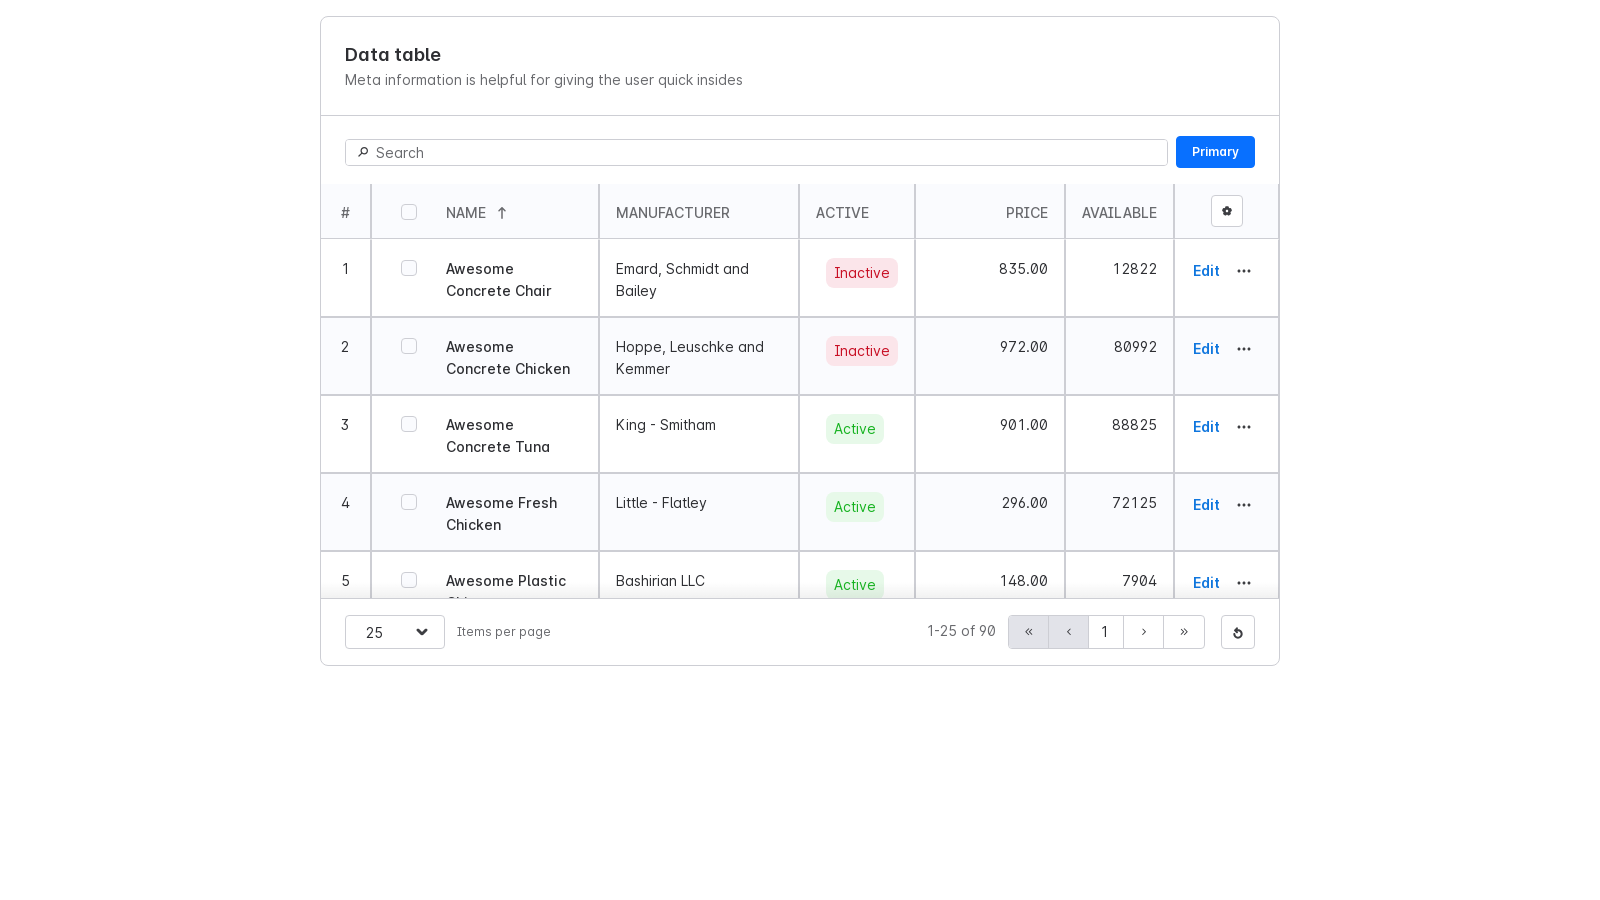 Data table
Meta information is helpful for giving the user quick insides
Search
Primary
# NAME ↑ MANUFACTURER ACTIVE PRICE AVAILABLE
1 Awesome Concrete Chair Emard, Schmidt and Bailey Inactive 835.00 12822 Edit
2 Awesome Concrete Chicken Hoppe, Leuschke and Kemmer Inactive 972.00 80992 Edit
3 Awesome Concrete Tuna King - Smitham Active 901.00 88825 Edit
4 Awesome Fresh Chicken Little - Flatley Active 296.00 72125 Edit
5 Awesome Plastic Bashirian LLC Active 148.00 7904 Edit
25 Items per page 1-25 of 90 « ‹ 1 › »